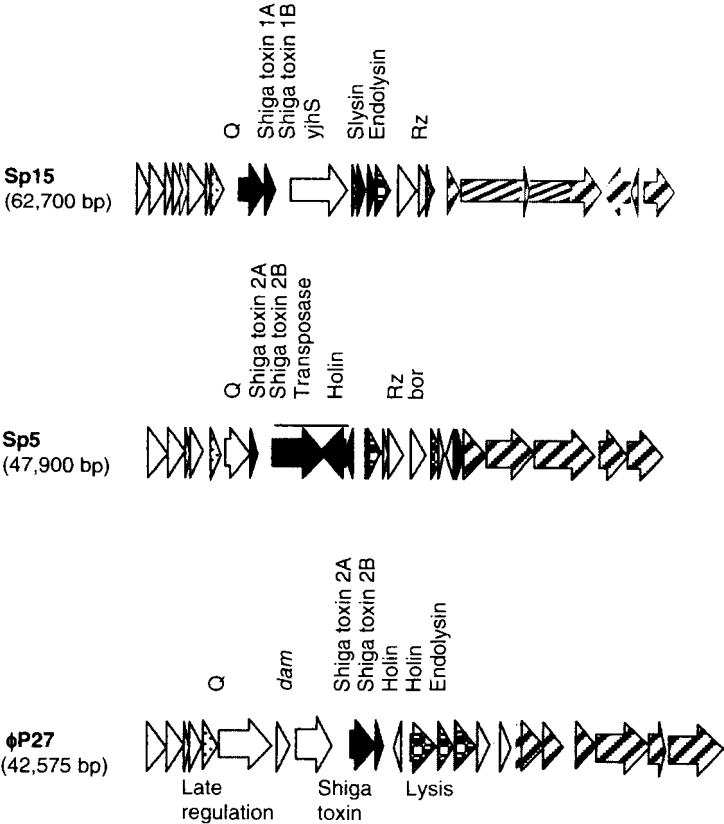 Q
Shiga toxin 1A
Shiga toxin 1B
yjhS
Slysin
Endolysin
Rz
Sp15
(62,700 bp)
Q
Shiga toxin 2A
Shiga toxin 2B
Transposase
Holin
Rz
bor
Sp5
(47,900 bp)
Q
dam
Shiga toxin 2A
Shiga toxin 2B
Holin
Holin
Endolysin
ϕP27
(42,575 bp)
Late
regulation
Shiga
toxin
Lysis